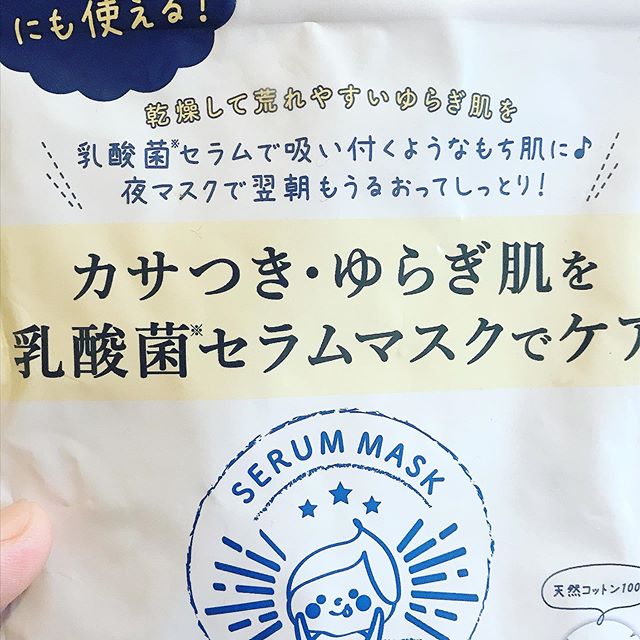 にも使える!
乾燥して荒れやすいゆらぎ肌を
乳酸菌※セラムで吸い付くようなもち肌に♪
夜マスクで翌朝もうるおってしっとり!
カサつき・ゆらぎ肌を
乳酸菌※セラムマスクでケア
SERUM MASK
天然コットン100